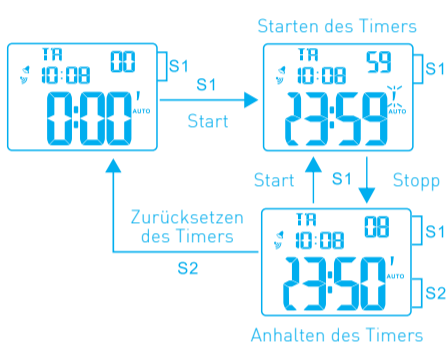 Starten des Timers
TR 00
10:08
0:00'
AUTO
S1
S1
Start
TR 59
10:08
23:59'
AUTO
S1
Start S1 Stopp
Zurücksetzen
des Timers
S2
TR 08
10:08
23:50'
AUTO
S1
S2
Anhalten des Timers